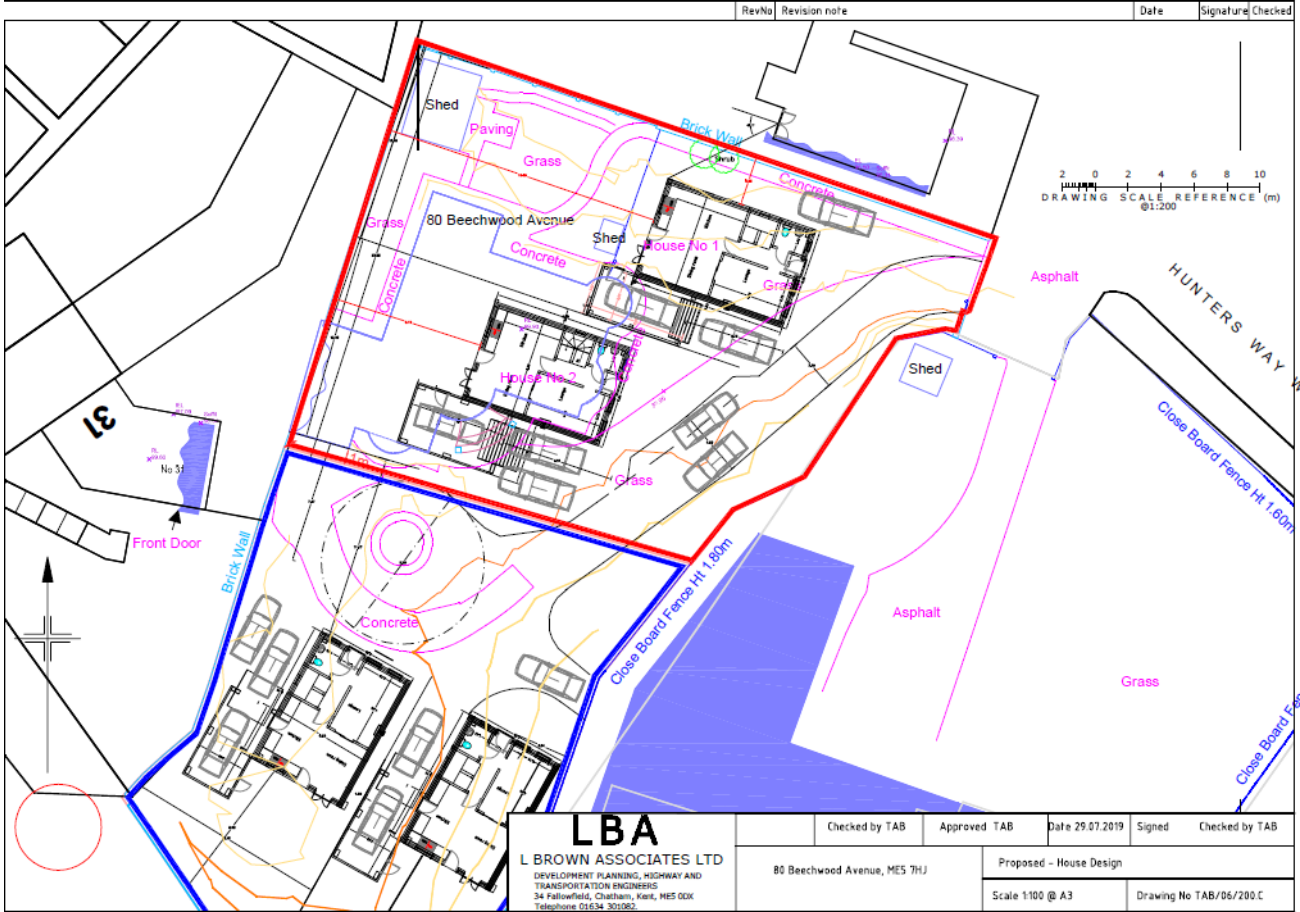 RevNo Revision note Date Signature Checked
Shed
Paving
Brick Wall
Grass
Shrub
Concrete
2 0 2 4 6 8 10
DRAWING SCALE REFERENCE (m)
@1:200
Grass
80 Beechwood Avenue
Shed
House No 1
Concrete
Concrete
Grass
Asphalt
HUNTERS WAY W
House No 2
Concrete
Shed
Close Board Fence Ht 1.60m
31
No 31
1m
Grass
Front Door
Brick Wall
Concrete
Close Board Fence Ht 1.80m
Asphalt
Grass
Close Board Fe
LBA
L BROWN ASSOCIATES LTD
DEVELOPMENT PLANNING, HIGHWAY AND
TRANSPORTATION ENGINEERS
34 Fallowfield, Chatham, Kent, ME5 0DX
Telephone 01634 301082.
Checked by TAB Approved TAB Date 29.07.2019 Signed Checked by TAB
80 Beechwood Avenue, ME5 7HJ
Proposed - House Design
Scale 1:100 @ A3 Drawing No TAB/06/200.C